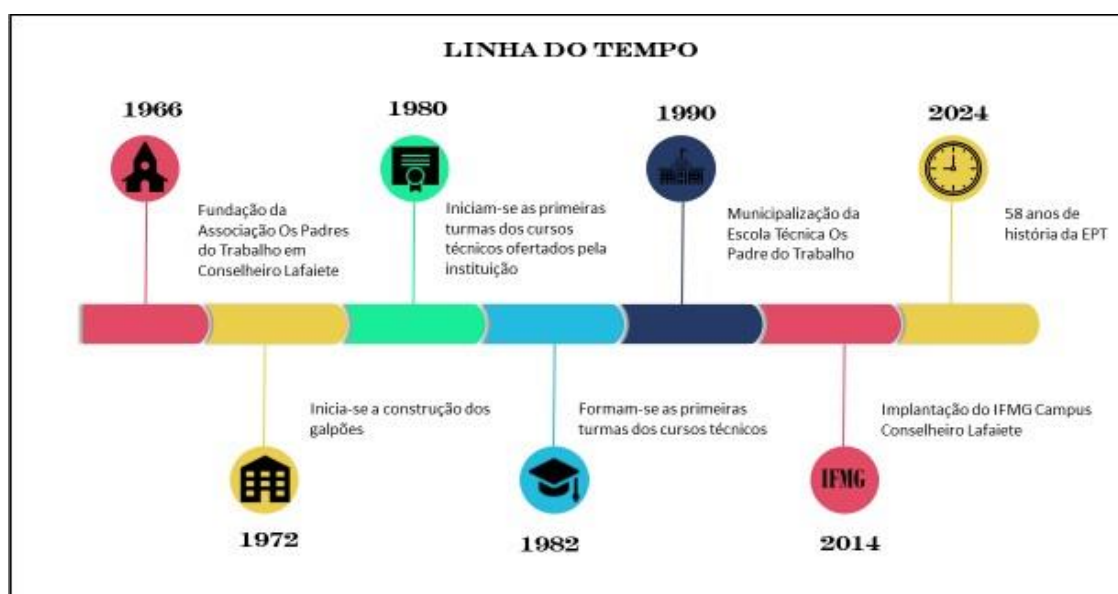 LINHA DO TEMPO
1966
Fundação da
Associação Os Padres
do Trabalho em
Conselheiro Lafaiete
1972
Inicia-se a construção dos
galpões
1980
Iniciam-se as primeiras
turmas dos cursos
técnicos ofertados pela
instituição
1982
Formam-se as primeiras
turmas dos cursos técnicos
1990
Municipalização da
Escola Técnica Os
Padre do Trabalho
IFMG
2014
Implantação do IFMG Campus
Conselheiro Lafaiete
2024
58 anos de
história da EPT